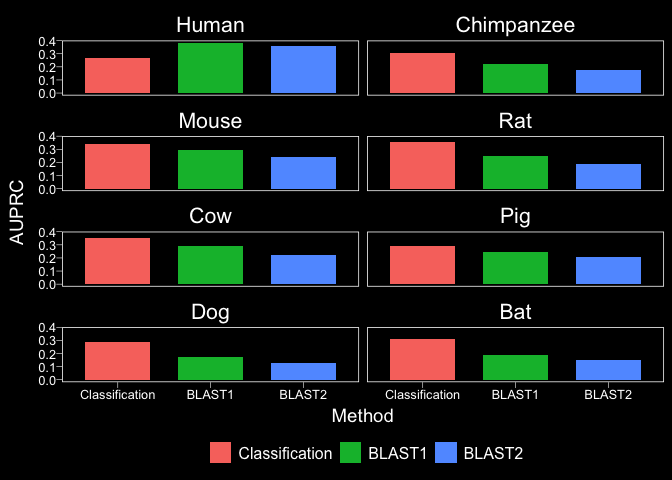 Human Chimpanzee
0.4
0.3
0.2
0.1
0.0
Mouse Rat
0.4
0.3
0.2
0.1
0.0
Cow Pig
0.4
0.3
0.2
0.1
0.0
Dog Bat
0.4
0.3
0.2
0.1
0.0
AUPRC
Classification BLAST1 BLAST2 Classification BLAST1 BLAST2
Method
Classification BLAST1 BLAST2